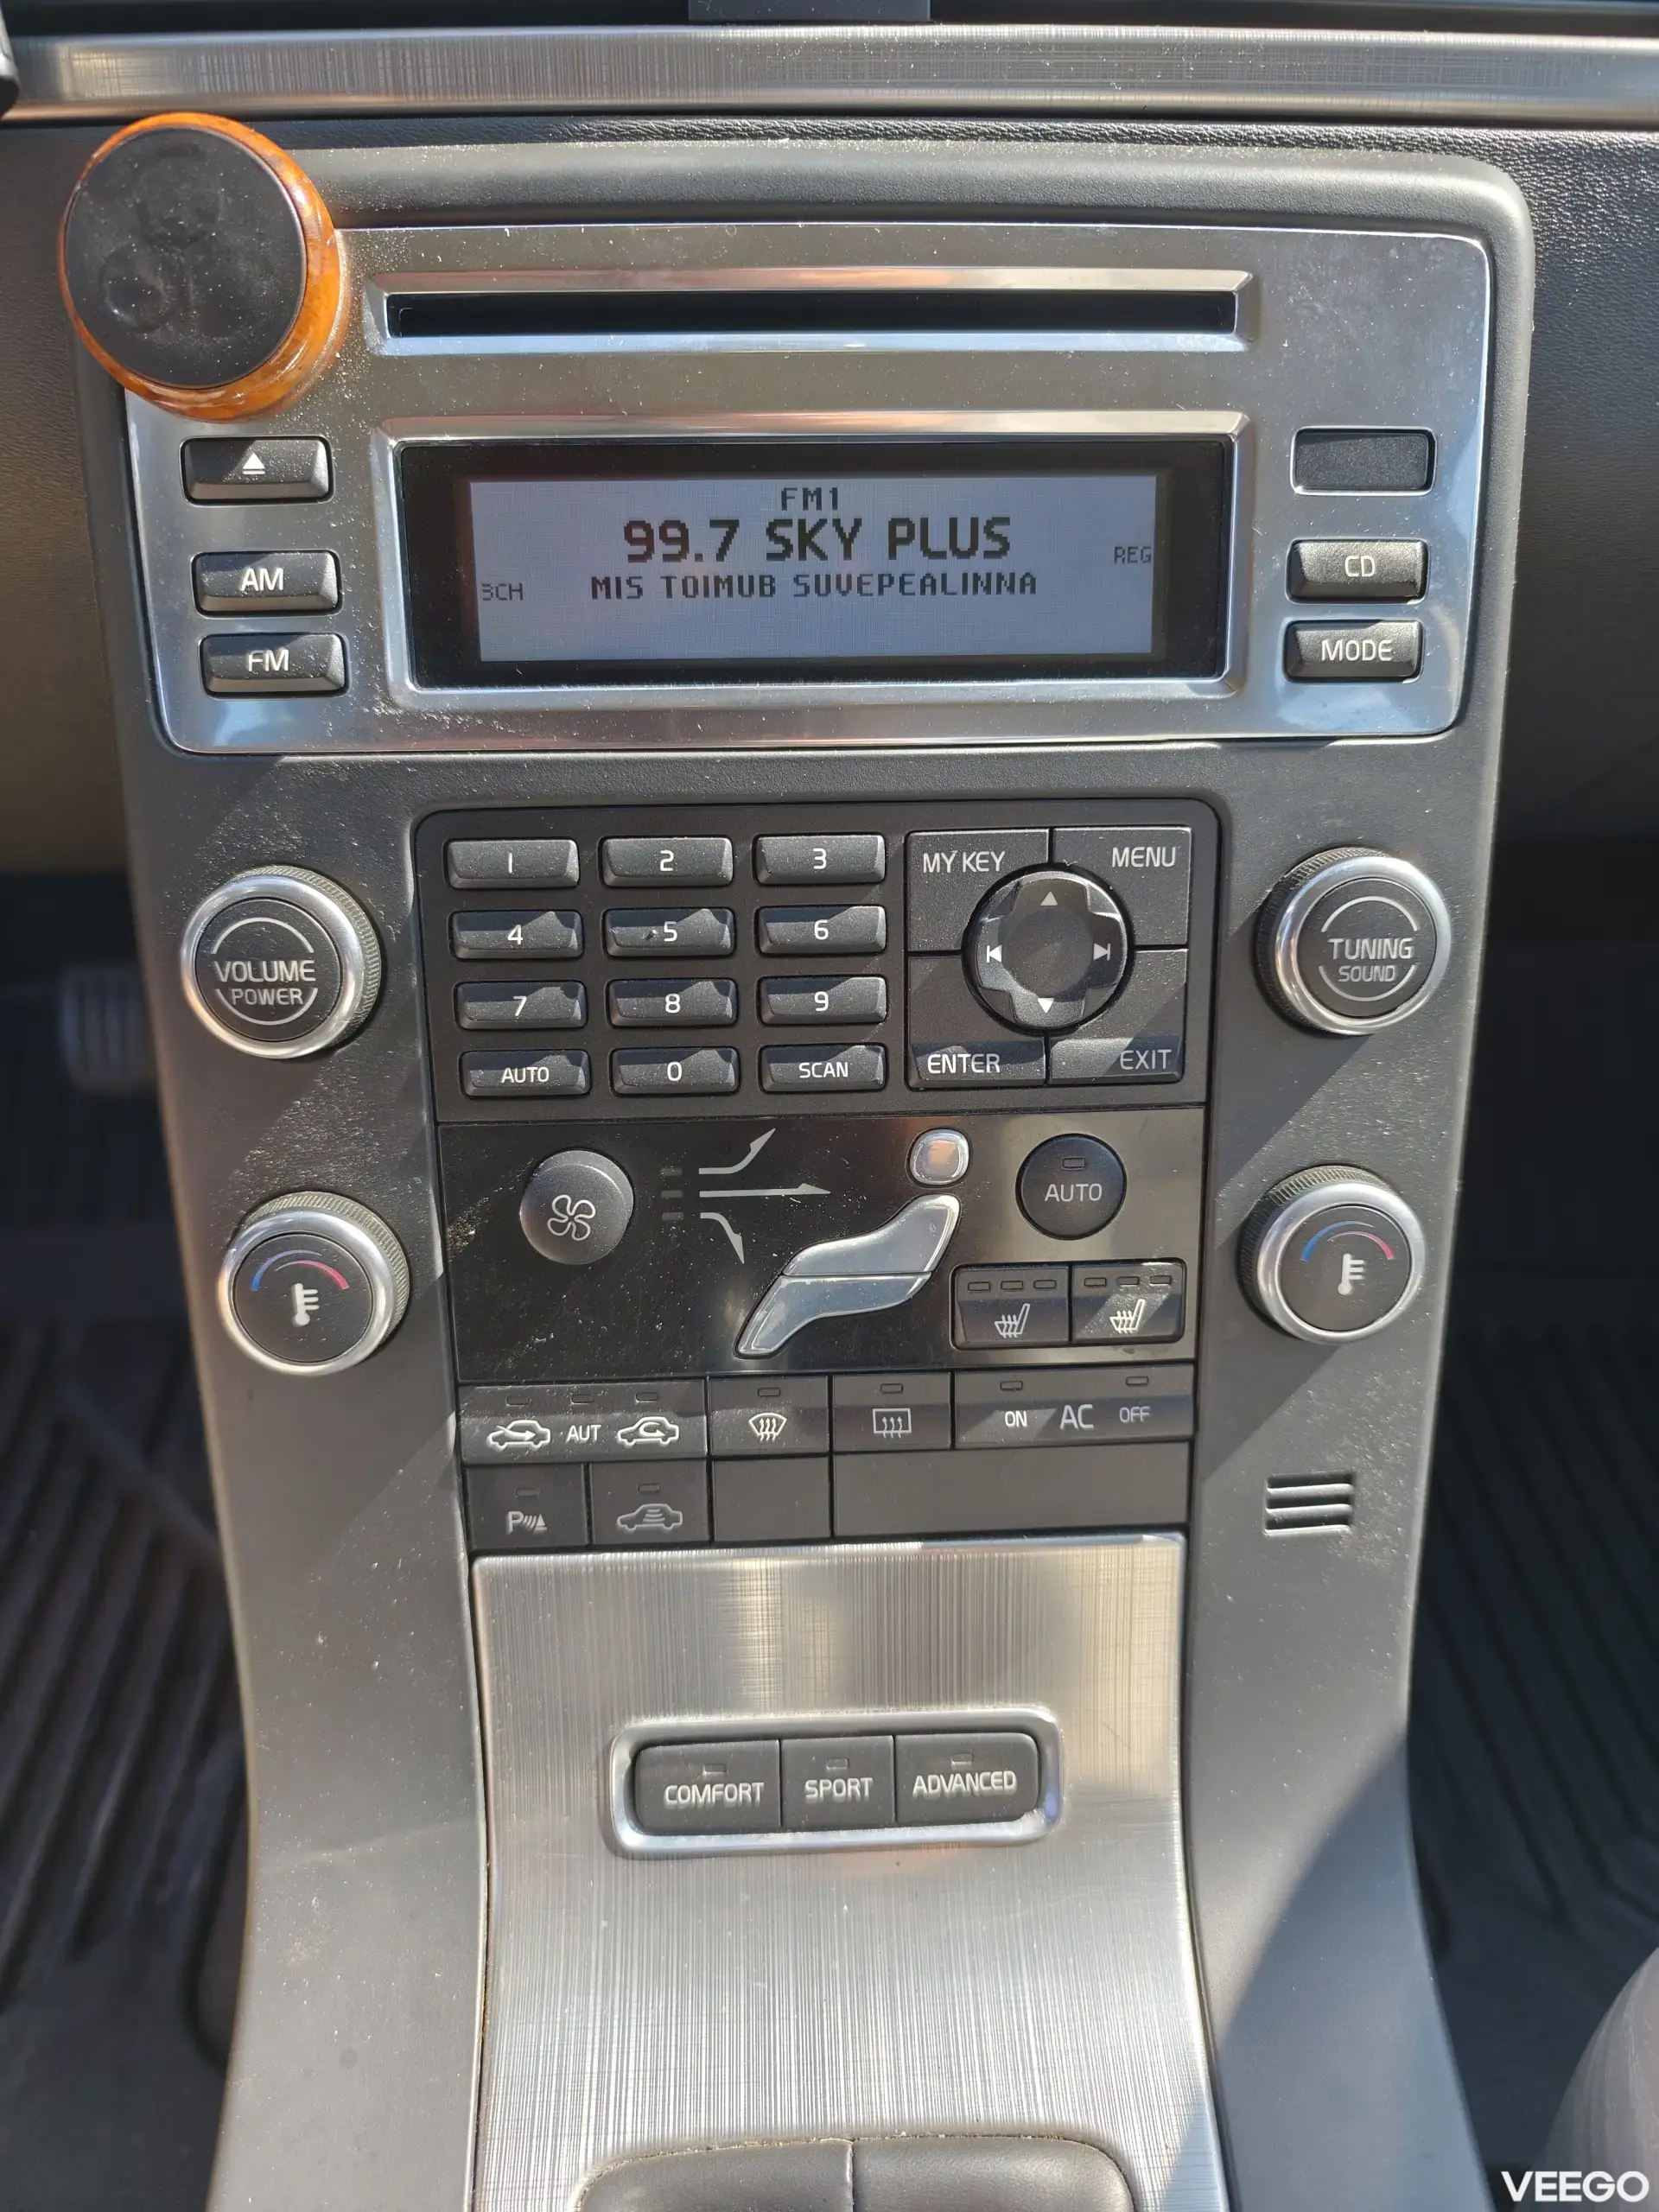 FM1
99.7 SKY PLUS
REG
3CH MIS TOIMUB SUVEPEALINNA
AM
FM
CD
MODE
1 2 3
4 5 6
7 8 9
AUTO 0 SCAN
MY KEY MENU
ENTER EXIT
VOLUME
POWER
TUNING
SOUND
AUTO
AUT
ON AC OFF
P
COMFORT SPORT ADVANCED
VEEGO